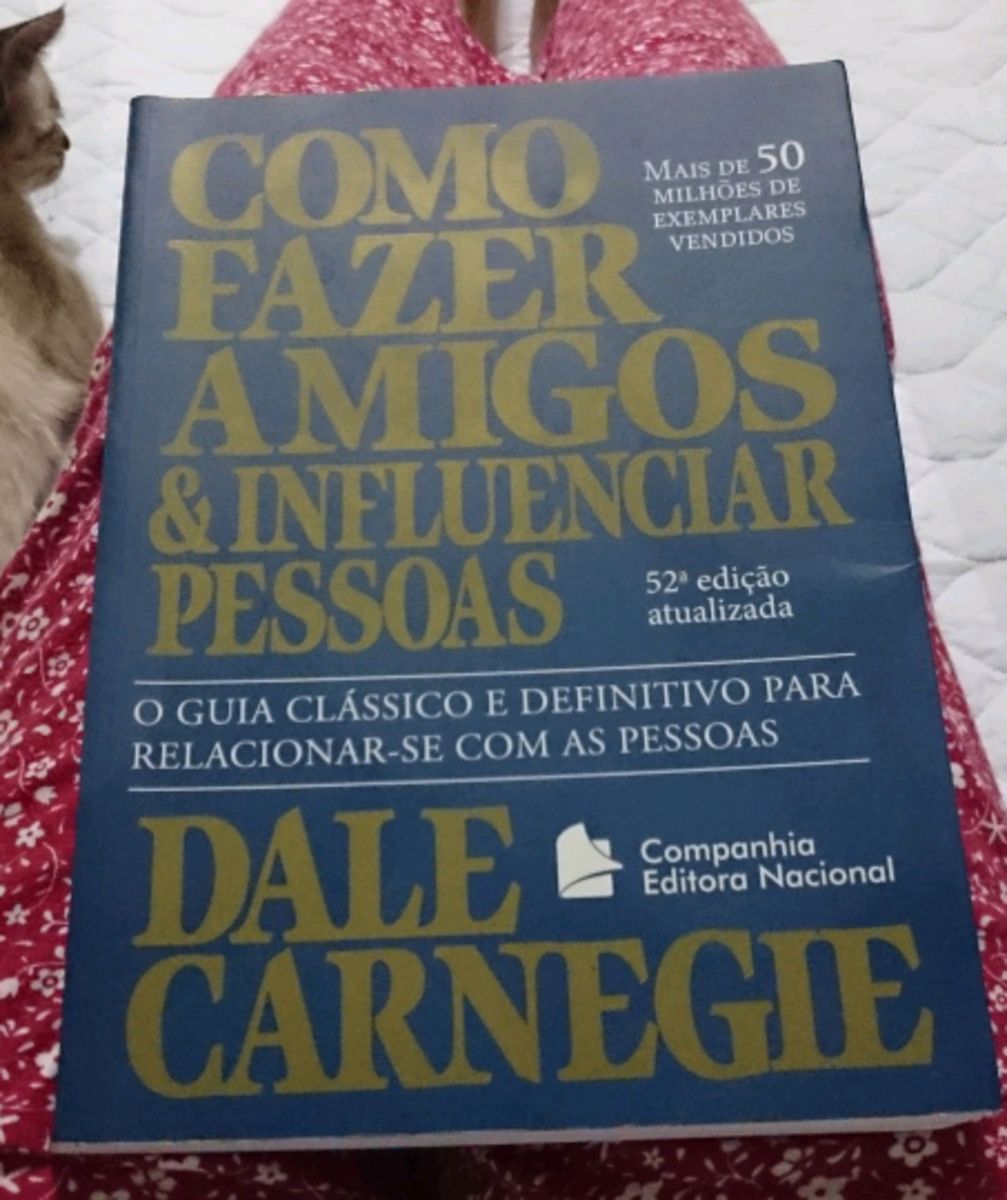 COMO
FAZER
AMIGOS
& INFLUENCIAR
PESSOAS
MAIS DE 50
MILHÕES DE
EXEMPLARES
VENDIDOS
52ª edição
atualizada
O GUIA CLÁSSICO E DEFINITIVO PARA
RELACIONAR-SE COM AS PESSOAS
DALE
CARNEGIE
Companhia
Editora Nacional